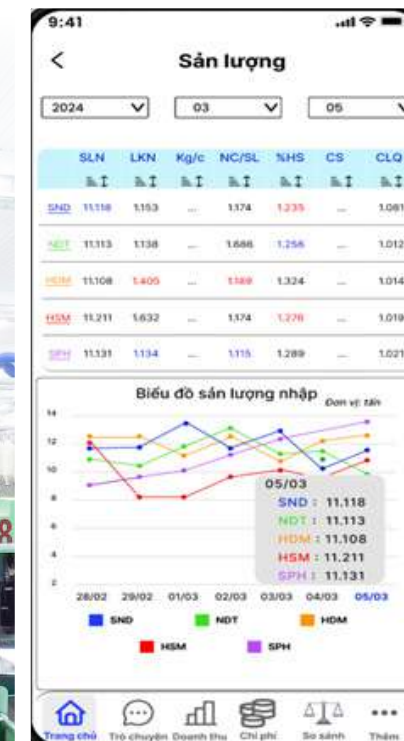 9:41
Sản lượng
2024 03 05
SLN LKN Kg/c NC/SL %HS CS CLQ
SND 11.118 1.153 ... 1.174 1.235 ... 1.081
NDT 11.113 1.138 ... 1.686 1.256 ... 1.012
HDM 11.108 1.405 ... 1.189 1.324 ... 1.014
HSM 11.211 1.632 ... 1.174 1.276 ... 1.019
SPH 11.131 1.134 ... 1.115 1.289 ... 1.021
Biểu đồ sản lượng nhập
Đơn vị: tấn
14
12
10
8
6
4
2
05/03
SND : 11.118
NDT : 11.113
HDM : 11.108
HSM : 11.211
SPH : 11.131
28/02 29/02 01/03 02/03 03/03 04/03 05/03
SND NDT HDM
HSM SPH
Trang chủ Trò chuyện Doanh thu Chi phí So sánh Thêm